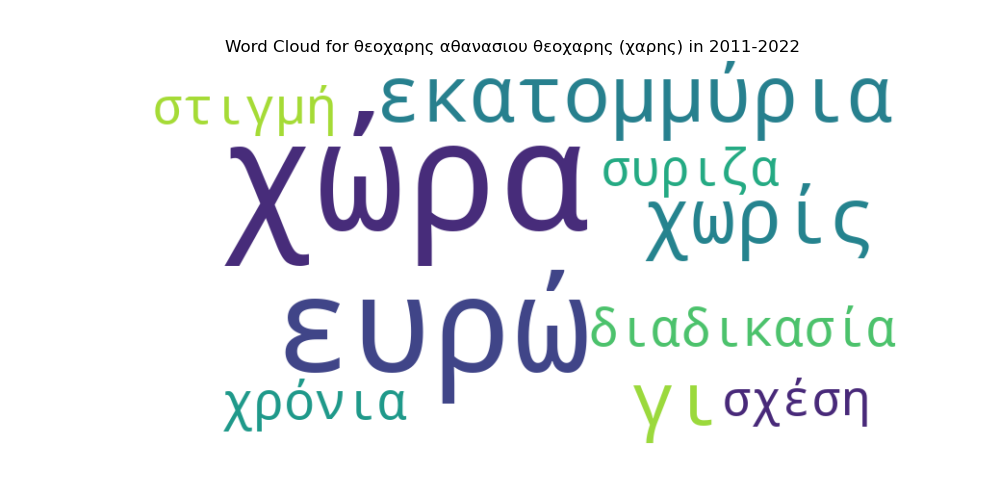 Word Cloud for θεοχαρης αθανασιου θεοχαρης (χαρης) in 2011-2022
στιγμή
εκατομμύρια
χώρα
συριζα
χωρίς
ευρώ
διαδικασία
χρόνια
γι
σχέση